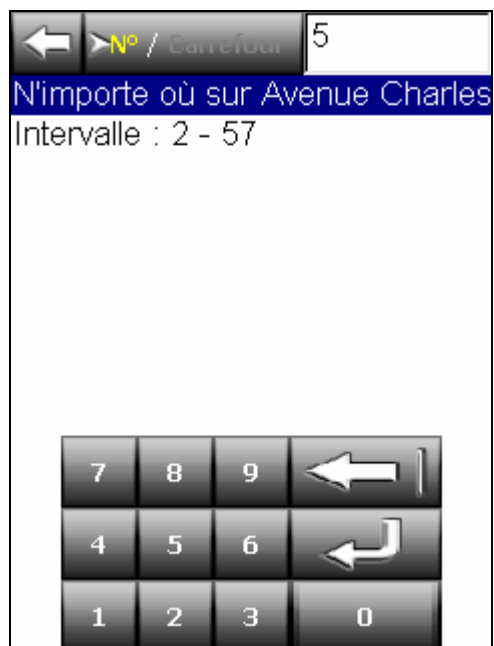 N° / Carrefour 5
N'importe où sur Avenue Charles
Intervalle : 2 - 57
7 8 9
4 5 6
1 2 3 0